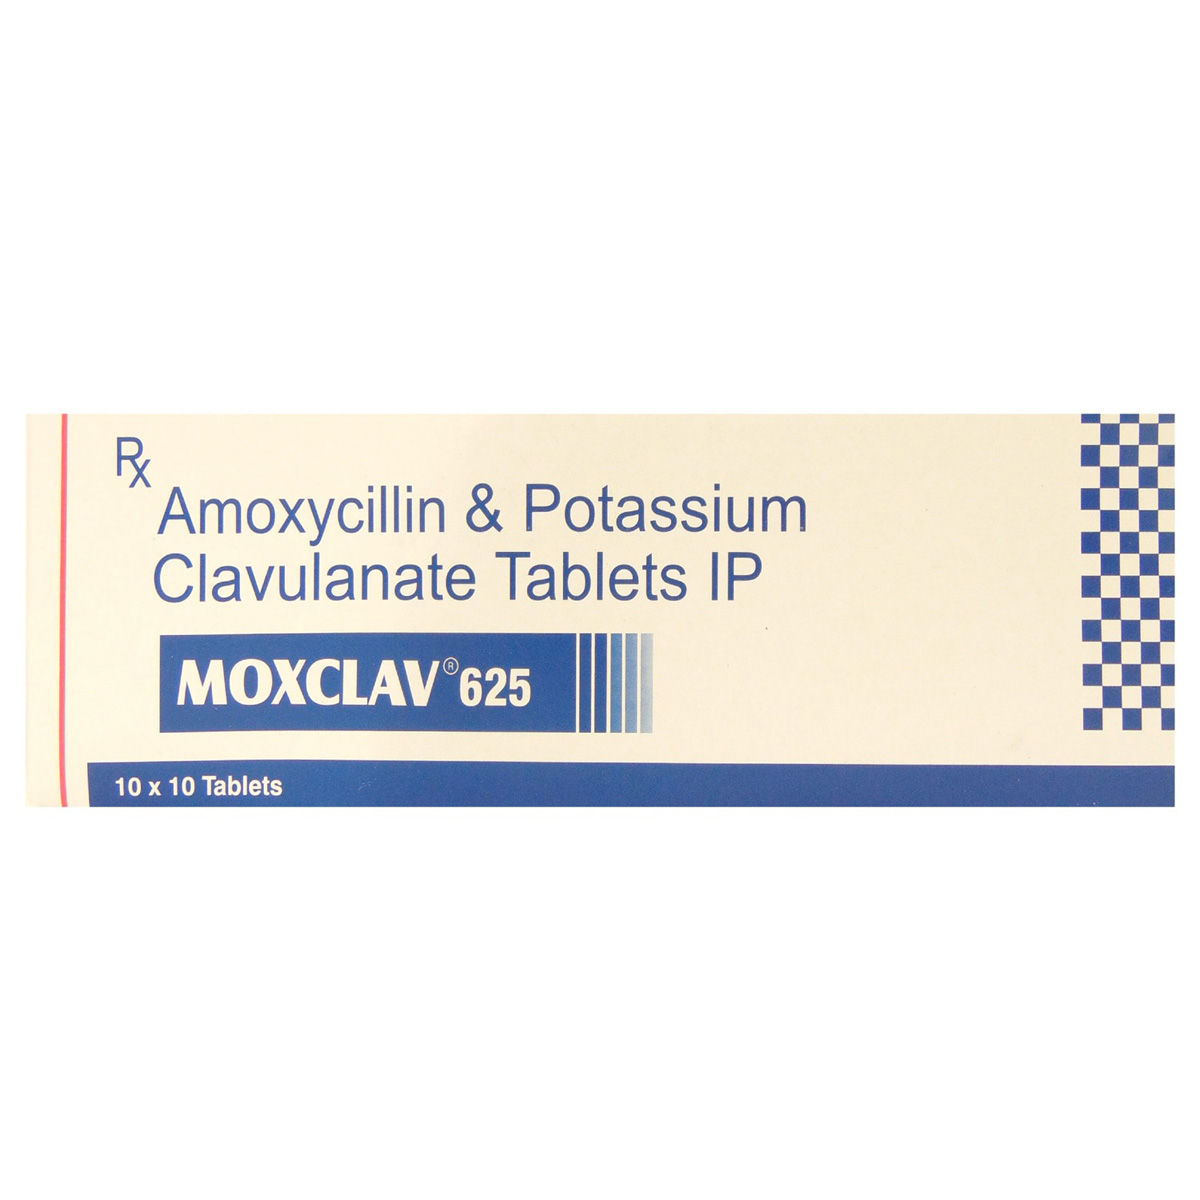 Rx
Amoxycillin & Potassium
Clavulanate Tablets IP
MOXCLAV® 625
10 x 10 Tablets